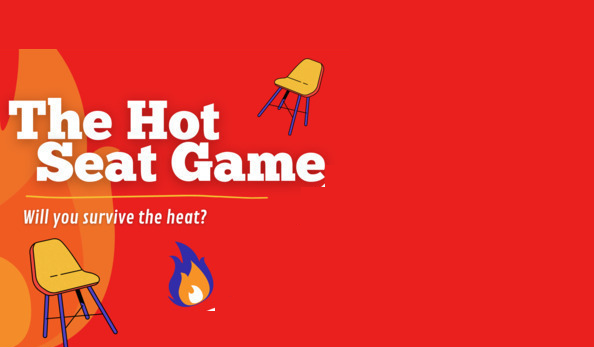 The Hot
Seat Game
Will you survive the heat?